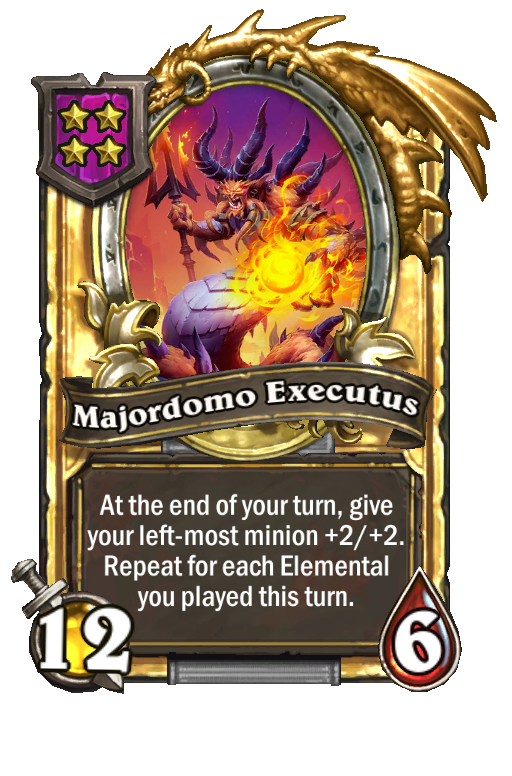 Majordomo Executus
At the end of your turn, give
your left-most minion +2/+2.
Repeat for each Elemental
you played this turn.
12
6